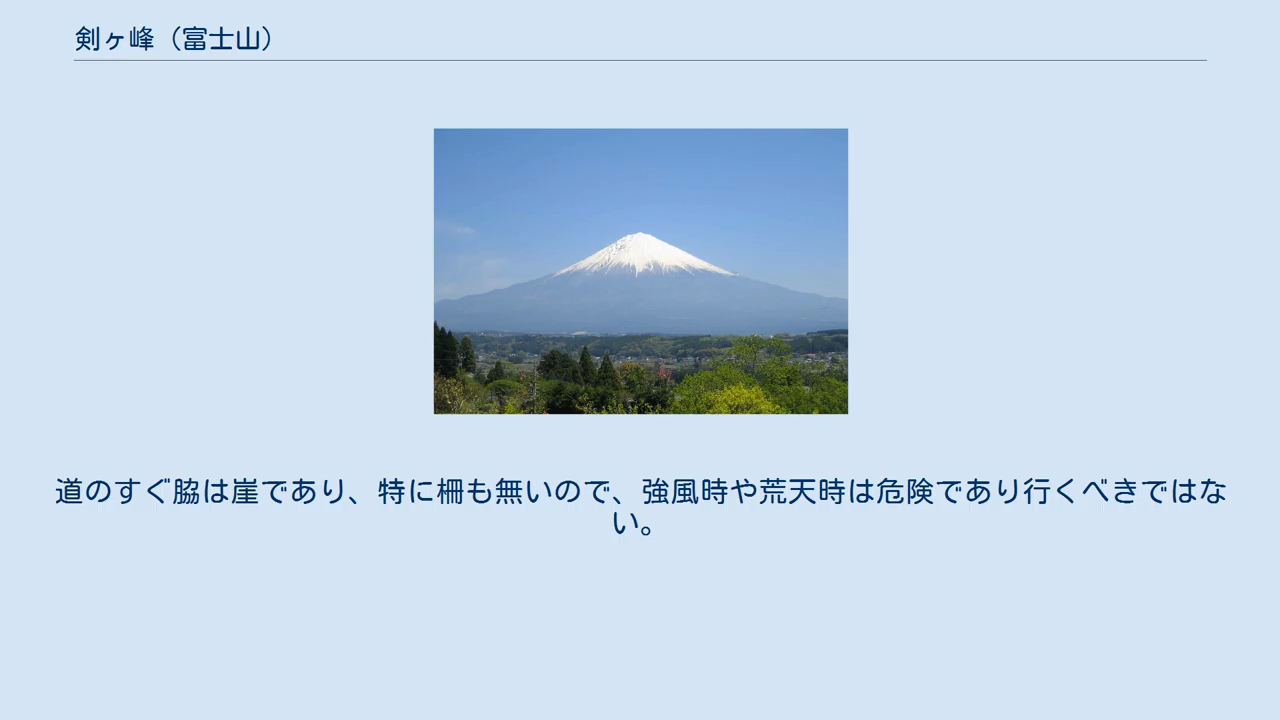 剣ヶ峰（富士山）
道のすぐ脇は崖であり、特に柵も無いので、強風時や荒天時は危険であり行くべきではな
い。